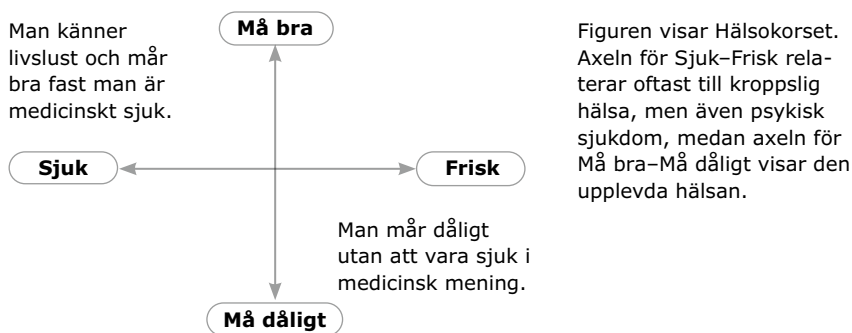 Man känner
livslust och mår
bra fast man är
medicinskt sjuk.
Må bra
Sjuk
Frisk
Man mår dåligt
utan att vara sjuk i
medicinsk mening.
Må dåligt
Figuren visar Hälsokorset.
Axeln för Sjuk–Frisk rela-
terar oftast till kroppslig
hälsa, men även psykisk
sjukdom, medan axeln för
Må bra–Må dåligt visar den
upplevda hälsan.